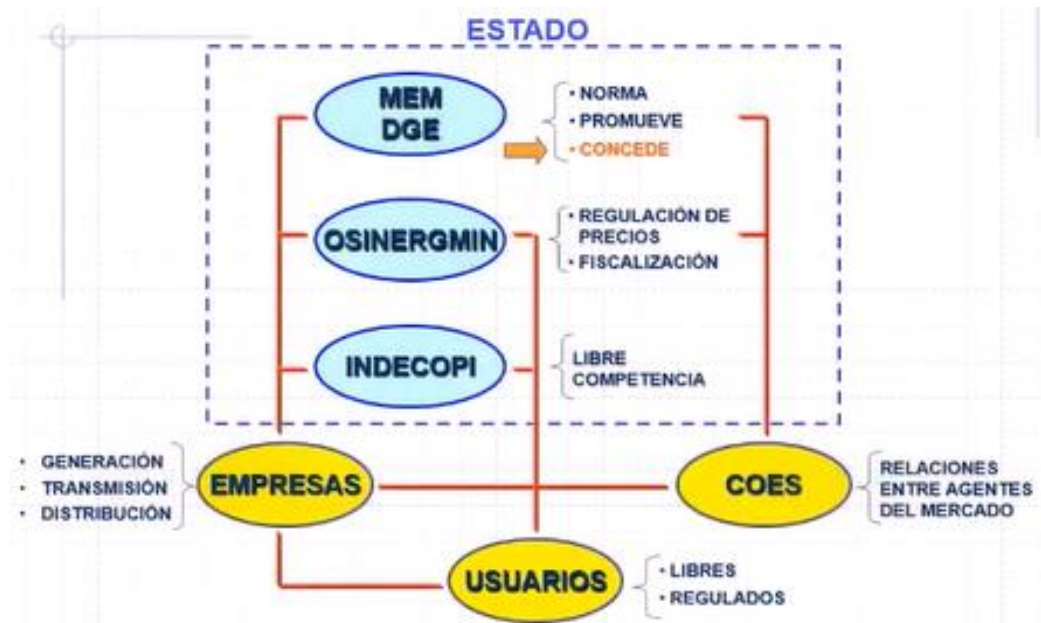 ESTADO
MEM
DGE
• NORMA
• PROMUEVE
• CONCEDE
OSINERGMIN
• REGULACIÓN DE
PRECIOS
• FISCALIZACIÓN
INDECOPI
LIBRE
COMPETENCIA
• GENERACIÓN
• TRANSMISIÓN
• DISTRIBUCIÓN
EMPRESAS
COES
RELACIONES
ENTRE AGENTES
DEL MERCADO
USUARIOS
• LIBRES
• REGULADOS